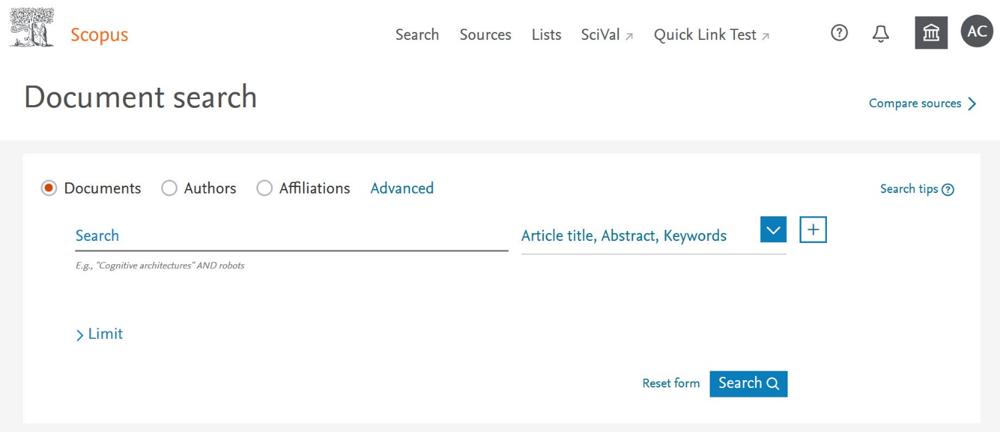 Scopus
Search Sources Lists SciVal ↗ Quick Link Test ↗ AC
Document search
Compare sources
Documents Authors Affiliations Advanced
Search tips
Search
Article title, Abstract, Keywords
E.g., "Cognitive architectures" AND robots
Limit
Reset form Search